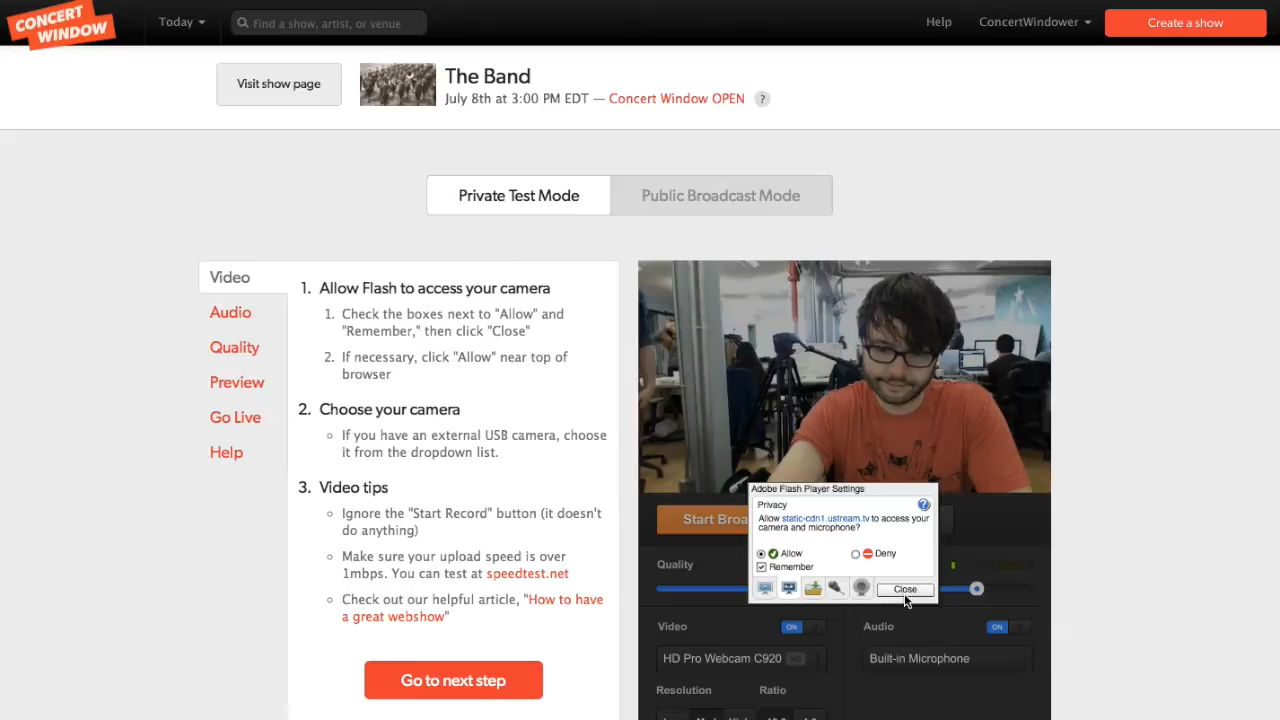 CONCERT
WINDOW
Today
Find a show, artist, or venue
Help
ConcertWindower
Create a show
Visit show page
The Band
July 8th at 3:00 PM EDT — Concert Window OPEN ?
Private Test Mode
Public Broadcast Mode
Video
Audio
Quality
Preview
Go Live
Help
1. Allow Flash to access your camera
1. Check the boxes next to "Allow" and
"Remember," then click "Close"
2. If necessary, click "Allow" near top of
browser
2. Choose your camera
If you have an external USB camera, choose
it from the dropdown list.
3. Video tips
Ignore the "Start Record" button (it doesn't
do anything)
Make sure your upload speed is over
1mbps. You can test at speedtest.net
Check out our helpful article, "How to have
a great webshow"
Go to next step
Adobe Flash Player Settings
Privacy
?
Allow static-cdn1.ustream.tv to access your
camera and microphone?
Allow
Deny
Remember
Close
Start Broa
Quality
Video
ON
Audio
ON
HD Pro Webcam C920 HD
Built-in Microphone
Resolution
Ratio